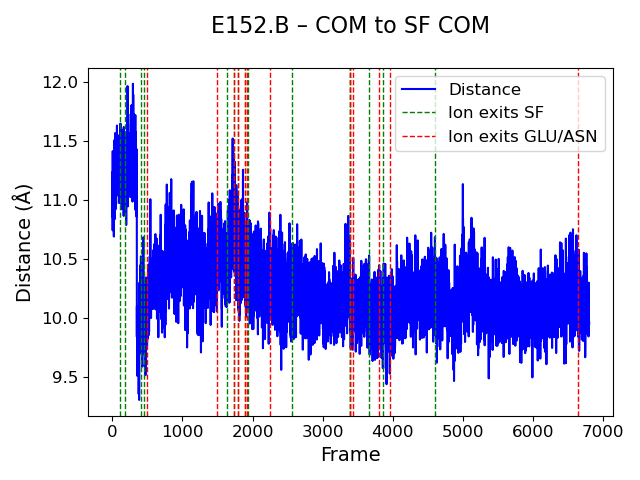 E152.B – COM to SF COM
12.0
11.5
11.0
10.5
10.0
9.5
Distance (Å)
Distance
Ion exits SF
Ion exits GLU/ASN
0 1000 2000 3000 4000 5000 6000 7000
Frame